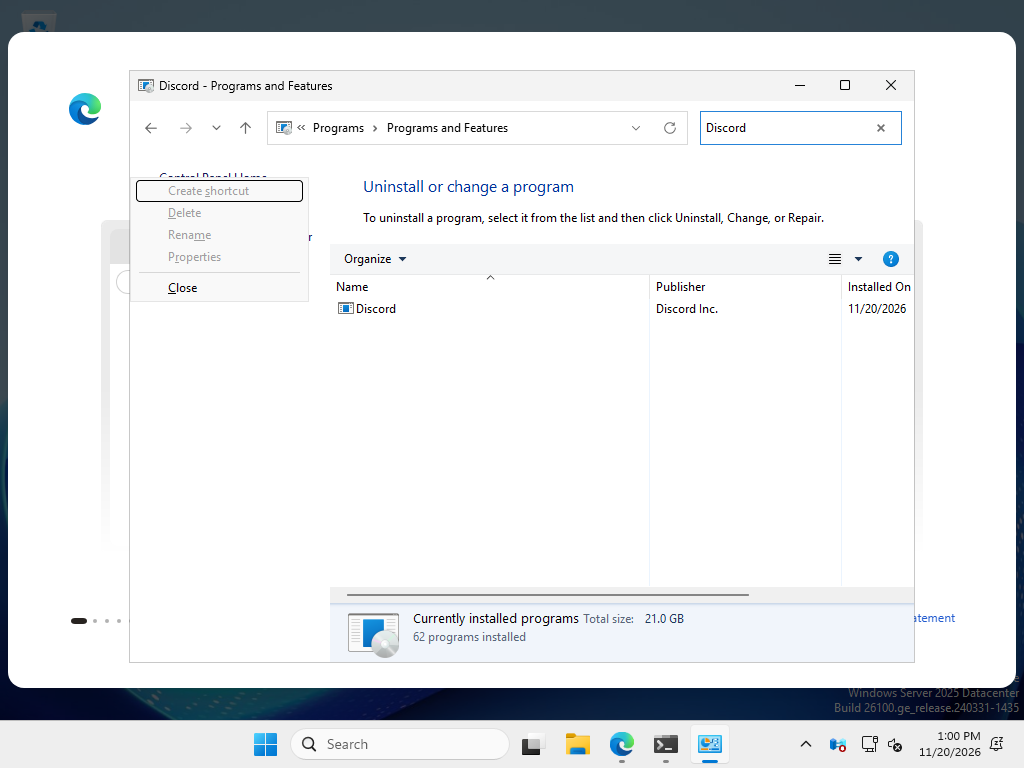 Discord - Programs and Features
« Programs › Programs and Features
Discord
Control Panel Home
Create shortcut
Delete
Rename
Properties
Close
r
Uninstall or change a program
To uninstall a program, select it from the list and then click Uninstall, Change, or Repair.
Organize
Name Publisher Installed On
Discord Discord Inc. 11/20/2026
Currently installed programs Total size: 21.0 GB
62 programs installed
atement
Windows Server 2025 Datacenter
Build 26100.ge_release.240331-1435
Search
1:00 PM
11/20/2026